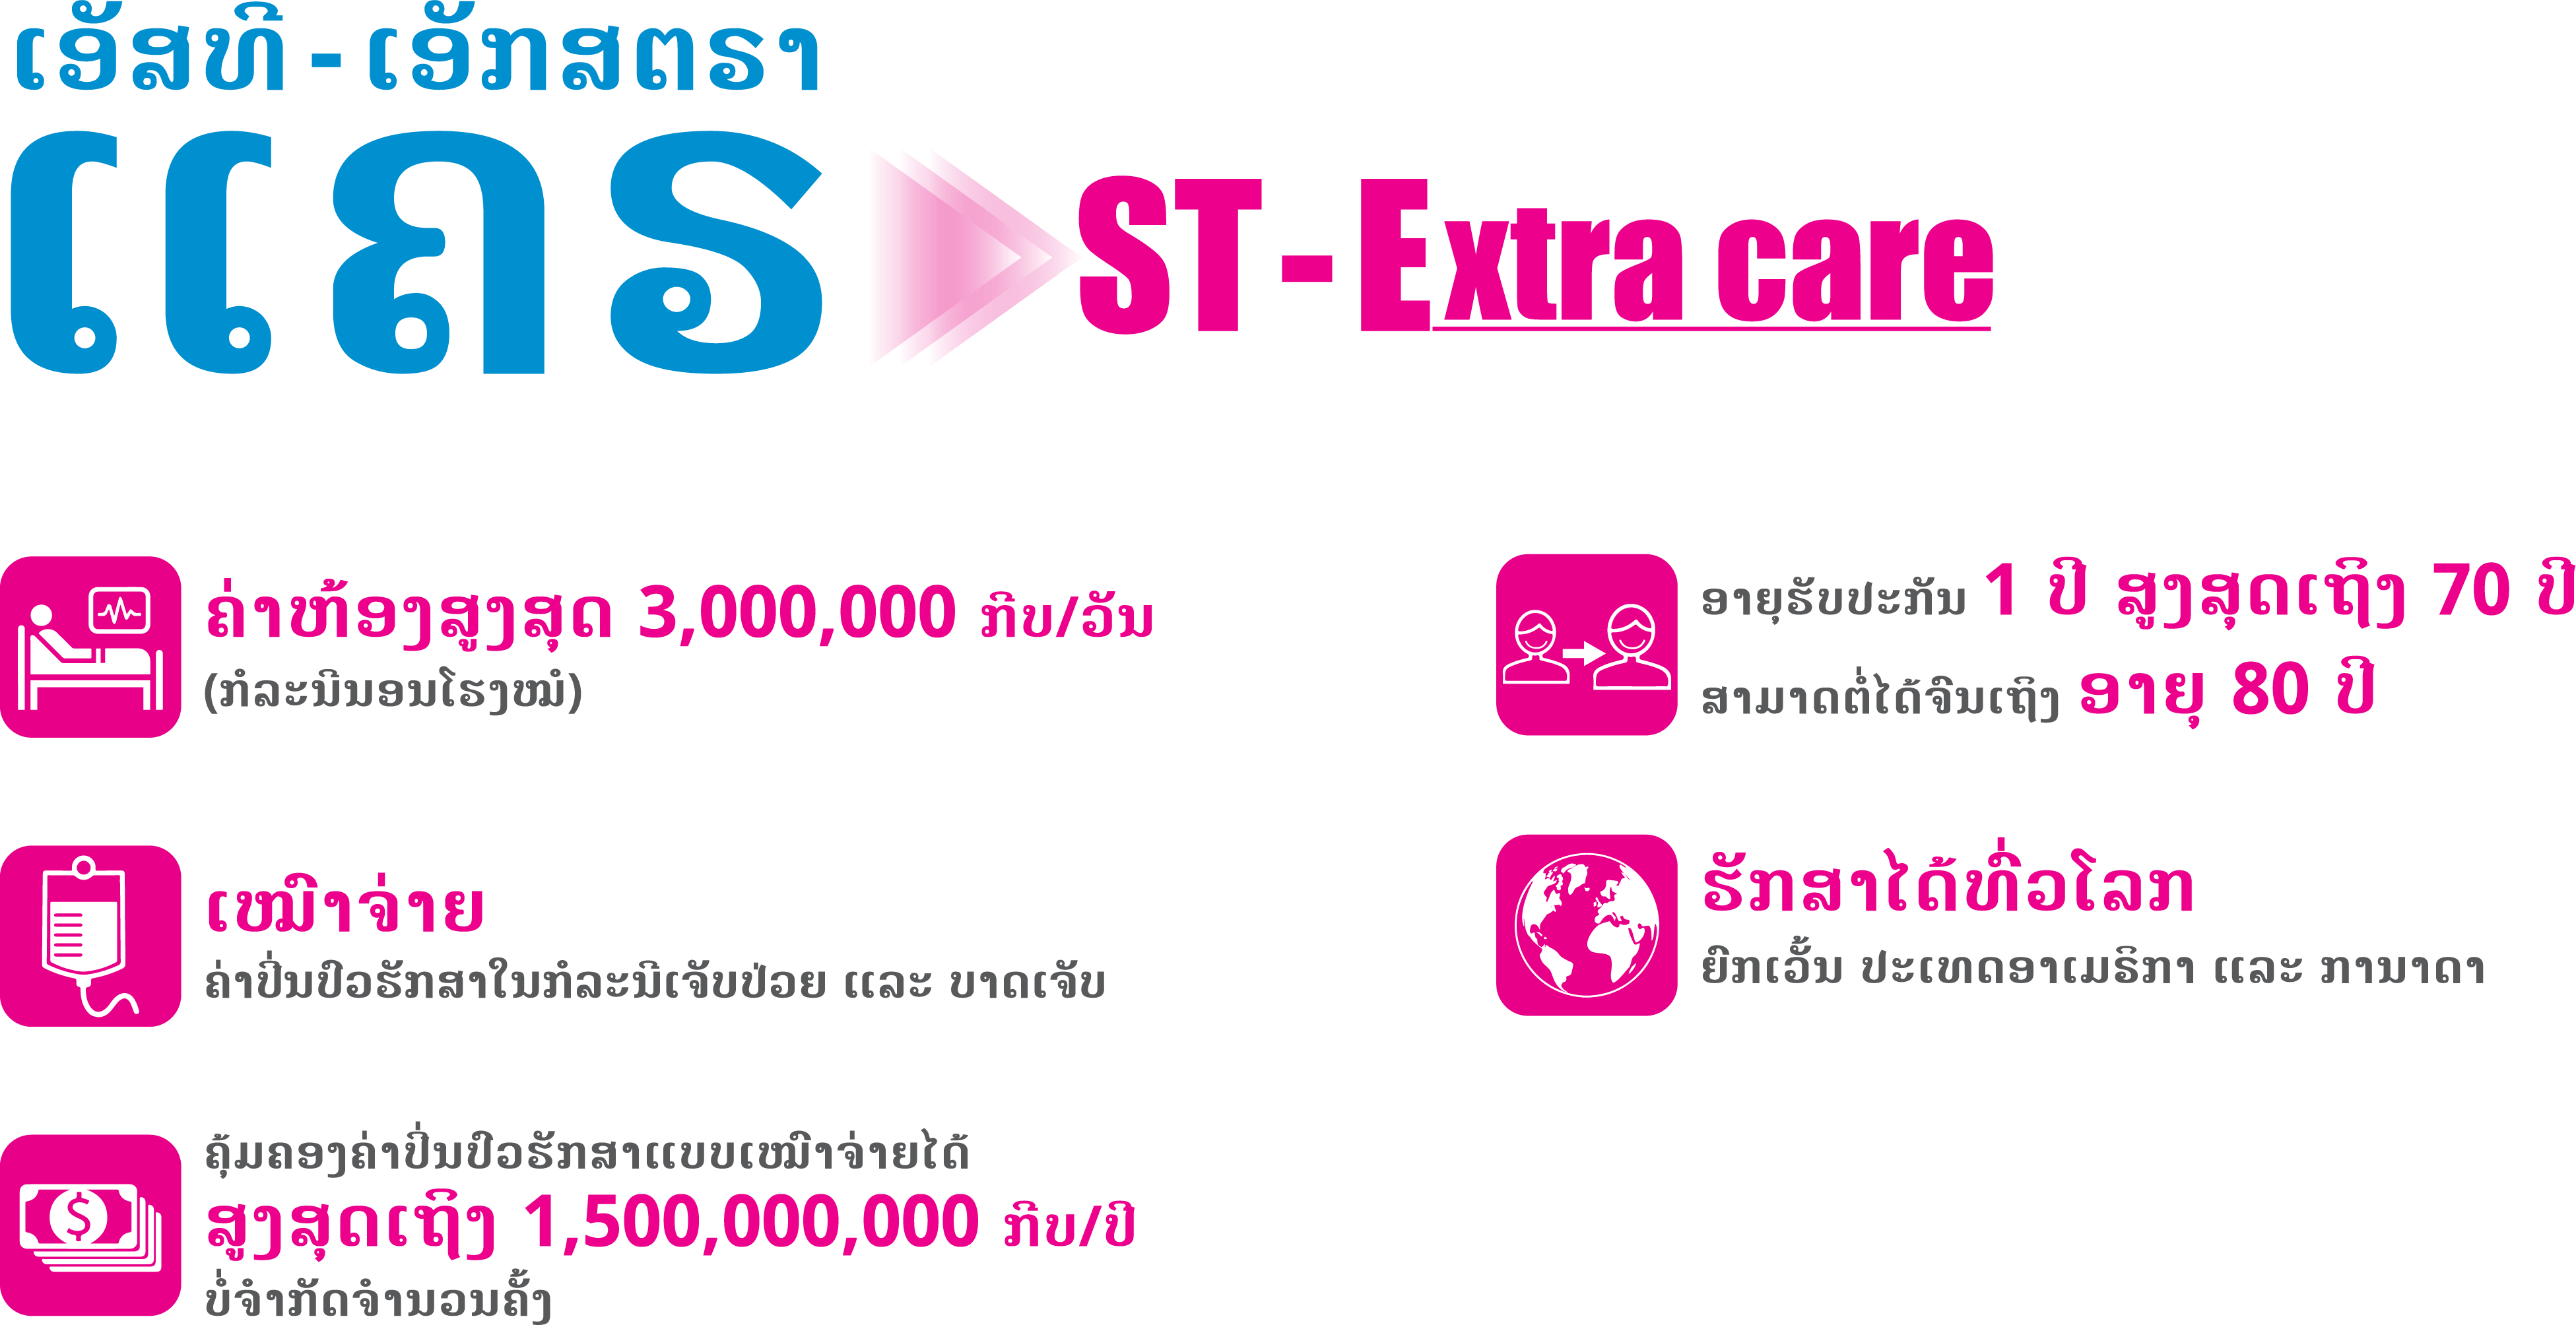 ເອັສທີ - ເອັກສຕຣາ
ແຄຣ
ST - Extra care
ຄ່າຫ້ອງສູງສຸດ 3,000,000 ກີບ/ວັນ
(ກໍລະນີນອນໂຮງໝໍ)
ເໝົາຈ່າຍ
ຄ່າປິ່ນປົວຮັກສາໃນກໍລະນີເຈັບປ່ວຍ ແລະ ບາດເຈັບ
ຄຸ້ມຄອງຄ່າປິ່ນປົວຮັກສາແບບເໝົາຈ່າຍໄດ້
ສູງສຸດເຖິງ 1,500,000,000 ກີບ/ປີ
ບໍ່ຈຳກັດຈຳນວນຄັ້ງ
ອາຍຸຮັບປະກັນ 1 ປີ ສູງສຸດເຖິງ 70 ປີ
ສາມາດຕໍ່ໄດ້ຈົນເຖິງ ອາຍຸ 80 ປີ
ຮັກສາໄດ້ທົ່ວໂລກ
ຍົກເວັ້ນ ປະເທດອາເມຣິກາ ແລະ ການາດາ